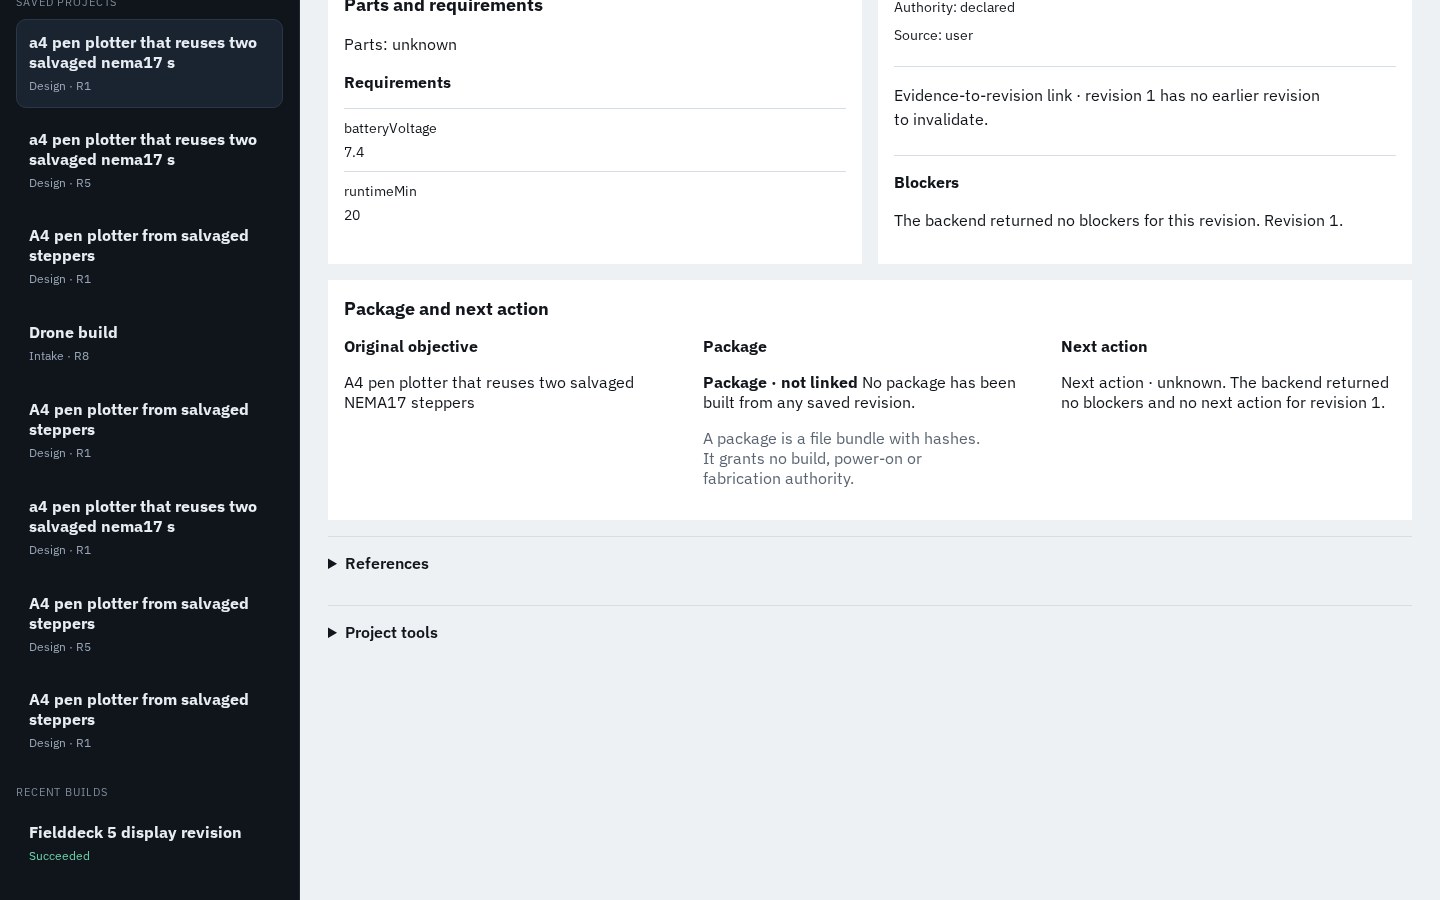 SAVED PROJECTS
a4 pen plotter that reuses two
salvaged nema17 s
Design · R1
a4 pen plotter that reuses two
salvaged nema17 s
Design · R5
A4 pen plotter from salvaged
steppers
Design · R1
Drone build
Intake · R8
A4 pen plotter from salvaged
steppers
Design · R1
a4 pen plotter that reuses two
salvaged nema17 s
Design · R1
A4 pen plotter from salvaged
steppers
Design · R5
A4 pen plotter from salvaged
steppers
Design · R1
RECENT BUILDS
Fielddeck 5 display revision
Succeeded
Parts and requirements
Parts: unknown
Requirements
batteryVoltage
7.4
runtimeMin
20
Authority: declared
Source: user
Evidence-to-revision link · revision 1 has no earlier revision
to invalidate.
Blockers
The backend returned no blockers for this revision. Revision 1.
Package and next action
Original objective
A4 pen plotter that reuses two salvaged
NEMA17 steppers
Package
Package · not linked No package has been
built from any saved revision.
A package is a file bundle with hashes.
It grants no build, power-on or
fabrication authority.
Next action
Next action · unknown. The backend returned
no blockers and no next action for revision 1.
References
Project tools